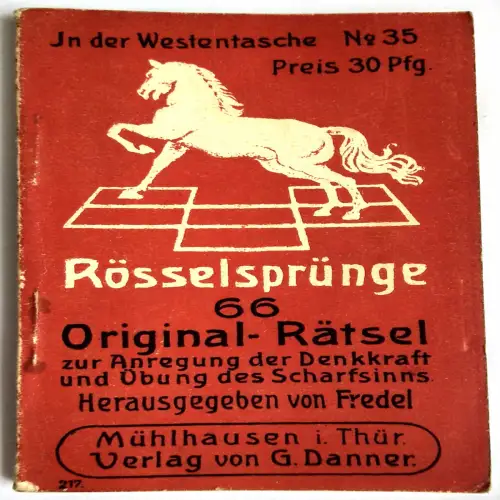 Jn der Westentasche № 35
Preis 30 Pfg.
Rösselsprünge
66
Original-Rätsel
zur Anregung der Denkkraft
und Übung des Scharfsinns.
Herausgegeben von Fredel
Mühlhausen i. Thür.
Verlag von G. Danner.
217.